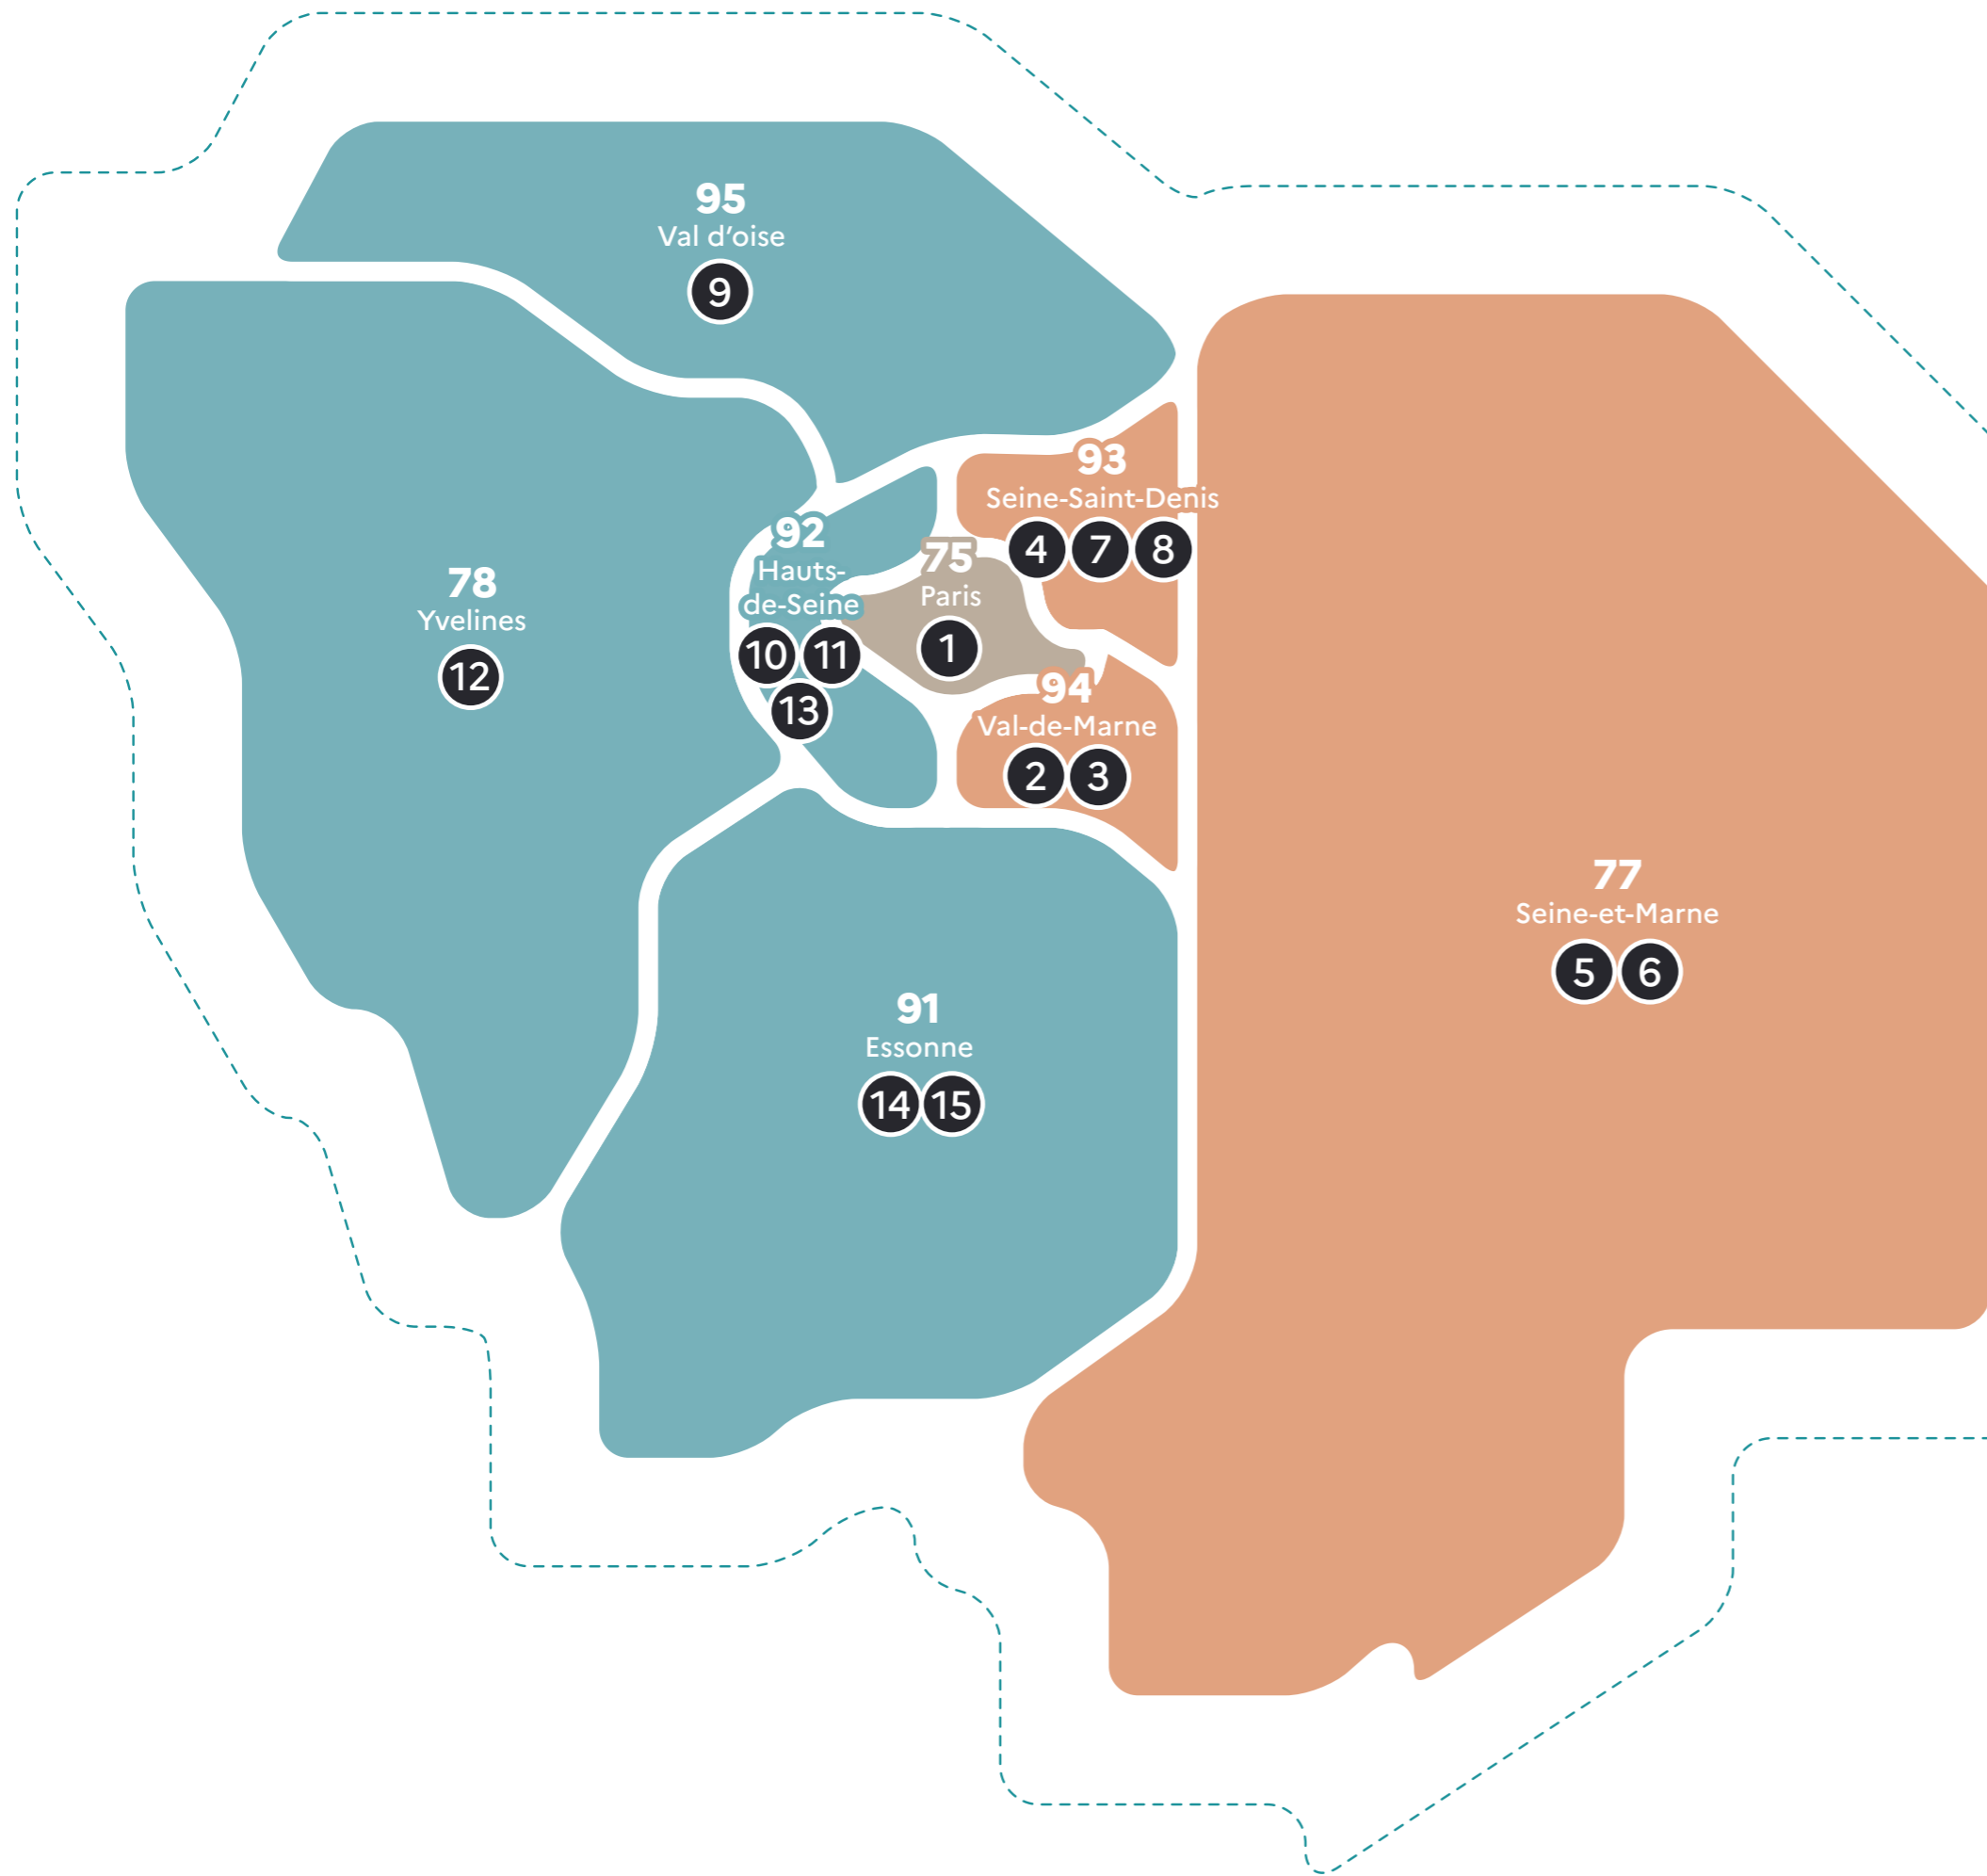 95
Val d'oise
9
93
Seine-Saint-Denis
4 7 8
92
Hauts-
de-Seine
10 11
13
75
Paris
1
78
Yvelines
12
94
Val-de-Marne
2 3
77
Seine-et-Marne
5 6
91
Essonne
14 15